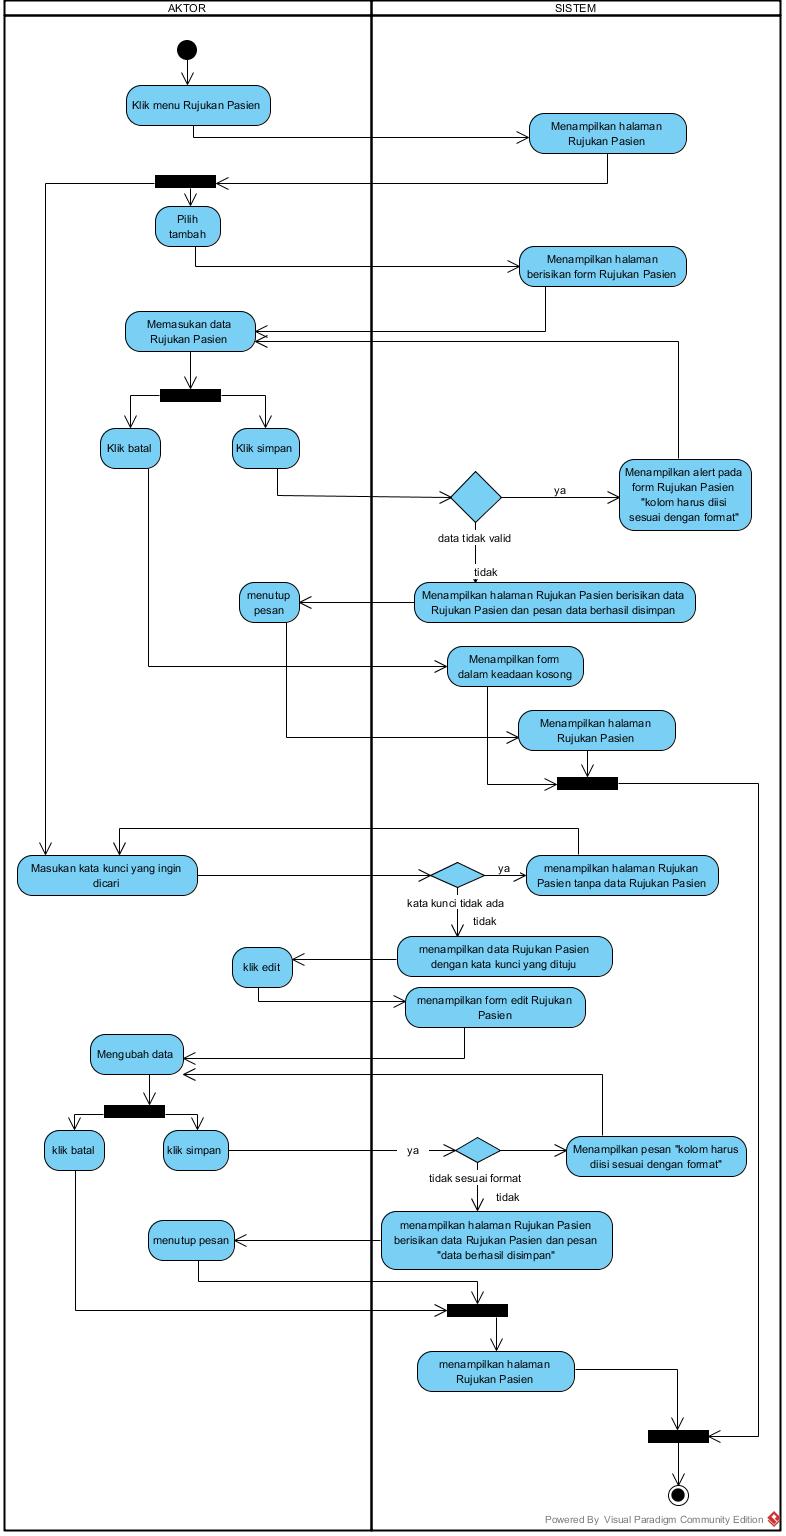 AKTOR
SISTEM
Klik menu Rujukan Pasien
Menampilkan halaman
Rujukan Pasien
Pilih
tambah
Menampilkan halaman
berisikan form Rujukan Pasien
Memasukan data
Rujukan Pasien
Klik batal
Klik simpan
ya
Menampilkan alert pada
form Rujukan Pasien
"kolom harus diisi
sesuai dengan format"
data tidak valid
tidak
menutup
pesan
Menampilkan halaman Rujukan Pasien berisikan data
Rujukan Pasien dan pesan data berhasil disimpan
Menampilkan form
dalam keadaan kosong
Menampilkan halaman
Rujukan Pasien
Masukan kata kunci yang ingin
dicari
ya
menampilkan halaman Rujukan
Pasien tanpa data Rujukan Pasien
kata kunci tidak ada
tidak
menampilkan data Rujukan Pasien
dengan kata kunci yang dituju
klik edit
menampilkan form edit Rujukan
Pasien
Mengubah data
klik batal
klik simpan
ya
Menampilkan pesan "kolom harus
diisi sesuai dengan format"
tidak sesuai format
tidak
menampilkan halaman Rujukan Pasien
berisikan data Rujukan Pasien dan pesan
"data berhasil disimpan"
menutup pesan
menampilkan halaman
Rujukan Pasien
Powered By Visual Paradigm Community Edition